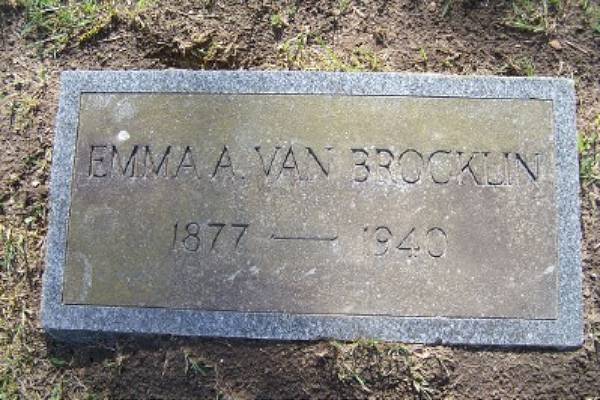 EMMA A. VAN BROCKLIN
1877 — 1940